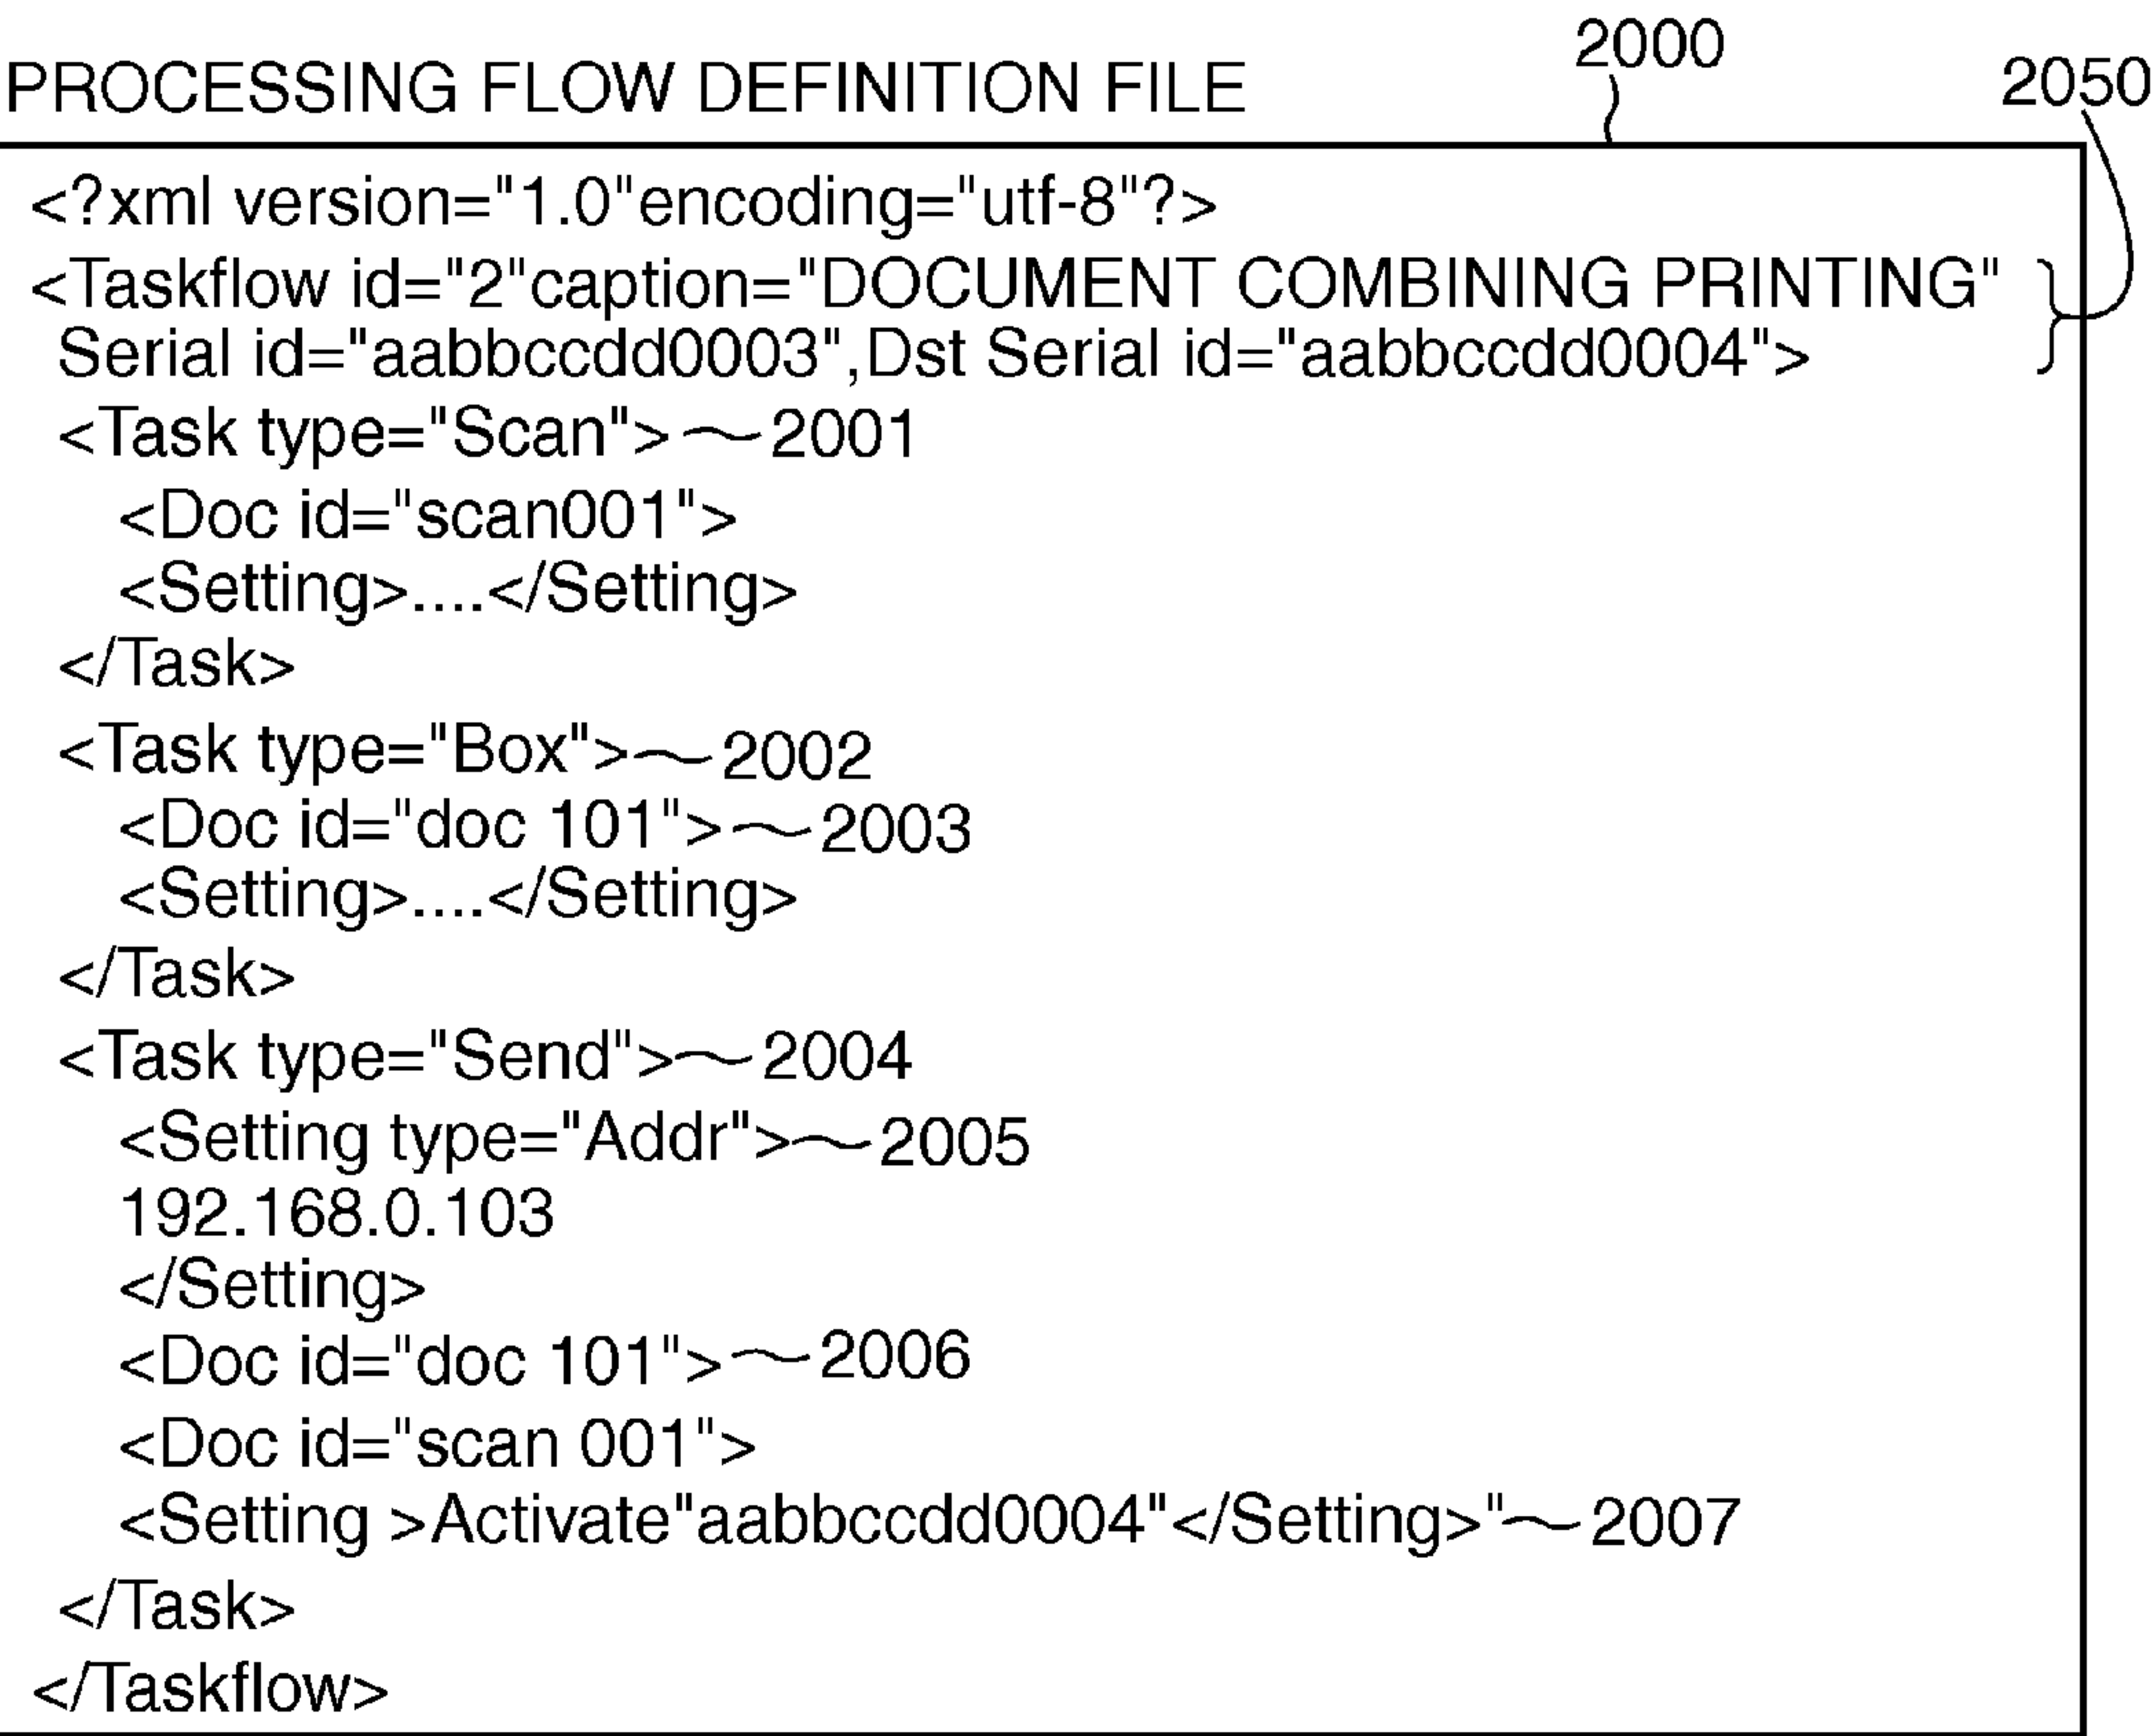 PROCESSING FLOW DEFINITION FILE
2000
2050
<?xml version="1.0"encoding="utf-8"?>
<Taskflow id="2"caption="DOCUMENT COMBINING PRINTING"
Serial id="aabbccdd0003",Dst Serial id="aabbccdd0004">
<Task type="Scan">~2001
<Doc id="scan001">
<Setting>....</Setting>
</Task>
<Task type="Box">~2002
<Doc id="doc 101">~2003
<Setting>....</Setting>
</Task>
<Task type="Send">~2004
<Setting type="Addr">~2005
192.168.0.103
</Setting>
<Doc id="doc 101">~2006
<Doc id="scan 001">
<Setting >Activate"aabbccdd0004"</Setting>"~2007
</Task>
</Taskflow>